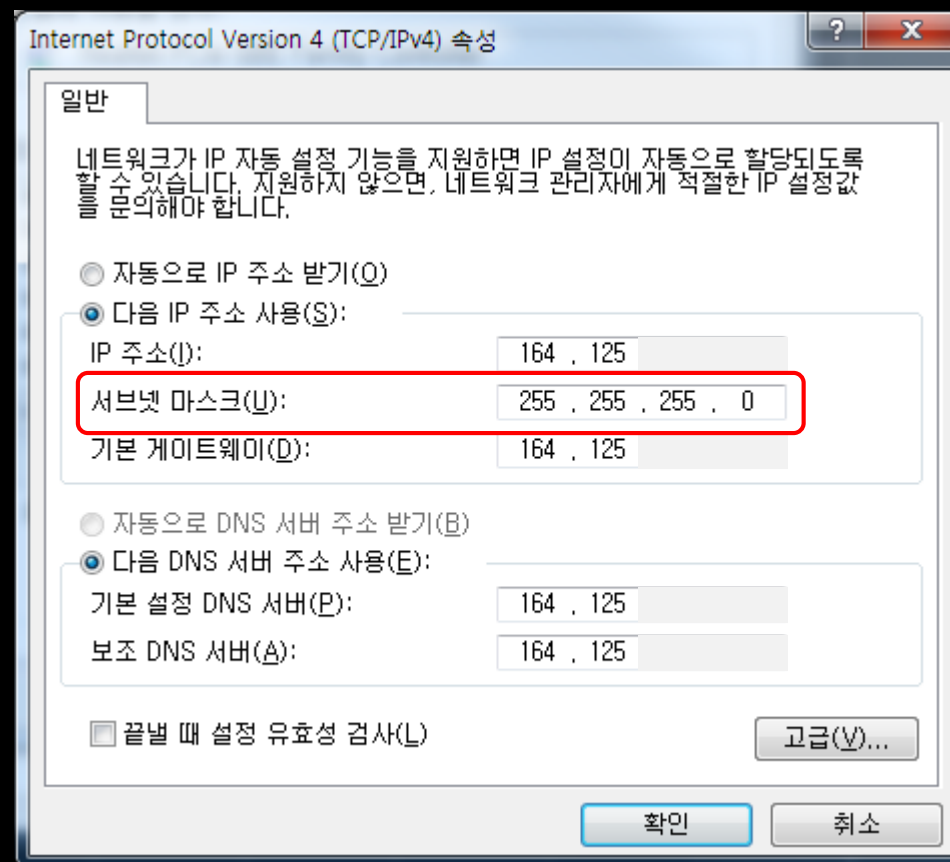 Internet Protocol Version 4 (TCP/IPv4) 속성
일반
네트워크가 IP 자동 설정 기능을 지원하면 IP 설정이 자동으로 할당되도록
할 수 있습니다. 지원하지 않으면, 네트워크 관리자에게 적절한 IP 설정값
을 문의해야 합니다.
자동으로 IP 주소 받기(O)
다음 IP 주소 사용(S):
IP 주소(I): 164 . 125
서브넷 마스크(U): 255 . 255 . 255 . 0
기본 게이트웨이(D): 164 . 125
자동으로 DNS 서버 주소 받기(B)
다음 DNS 서버 주소 사용(E):
기본 설정 DNS 서버(P): 164 . 125
보조 DNS 서버(A): 164 . 125
끝낼 때 설정 유효성 검사(L)
고급(V)...
확인 취소